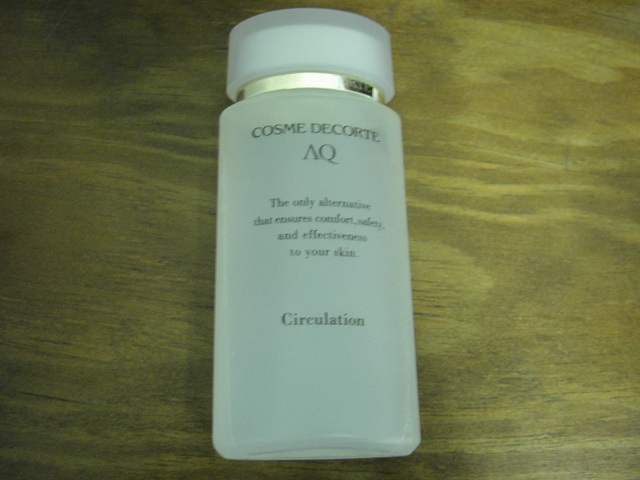 COSME DECORTE
AQ
The only alternative
that ensures comfort,safety,
and effectiveness
to your skin.
Circulation